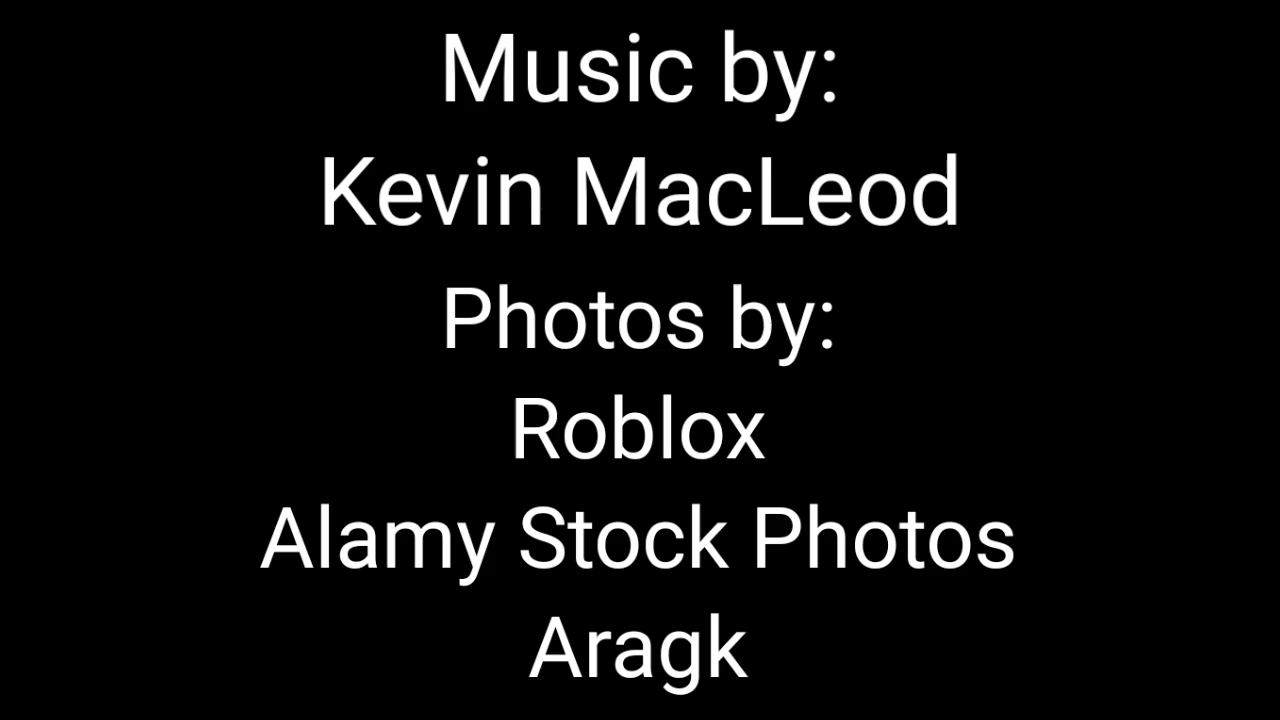 Music by:
Kevin MacLeod
Photos by:
Roblox
Alamy Stock Photos
Aragk